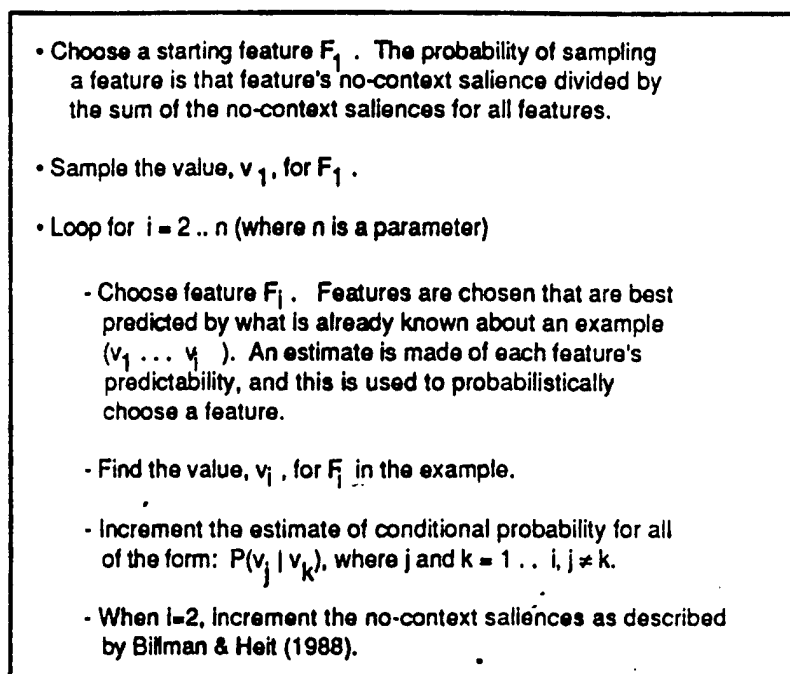 • Choose a starting feature F1 . The probability of sampling
a feature is that feature's no-context salience divided by
the sum of the no-context saliences for all features.
• Sample the value, v1, for F1 .
• Loop for i = 2 .. n (where n is a parameter)
- Choose feature Fi . Features are chosen that are best
predicted by what is already known about an example
(v1 ... vi ). An estimate is made of each feature's
predictability, and this is used to probabilistically
choose a feature.
- Find the value, vi , for Fi in the example.
- Increment the estimate of conditional probability for all
of the form: P(vj | vk), where j and k = 1 .. i, j ≠ k.
- When i=2, increment the no-context saliences as described
by Billman & Heit (1988).